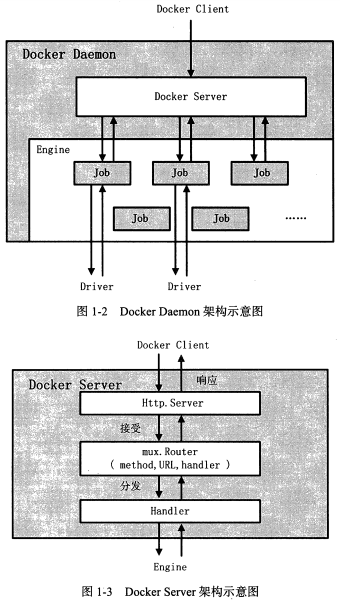 Docker Client
Docker Daemon
Docker Server
Engine
Job Job Job
Job Job ……
Driver Driver
图 1-2 Docker Daemon 架构示意图
Docker Client
响应
Docker Server
Http.Server
接受
mux.Router
( method,URL,handler )
分发
Handler
Engine
图 1-3 Docker Server 架构示意图